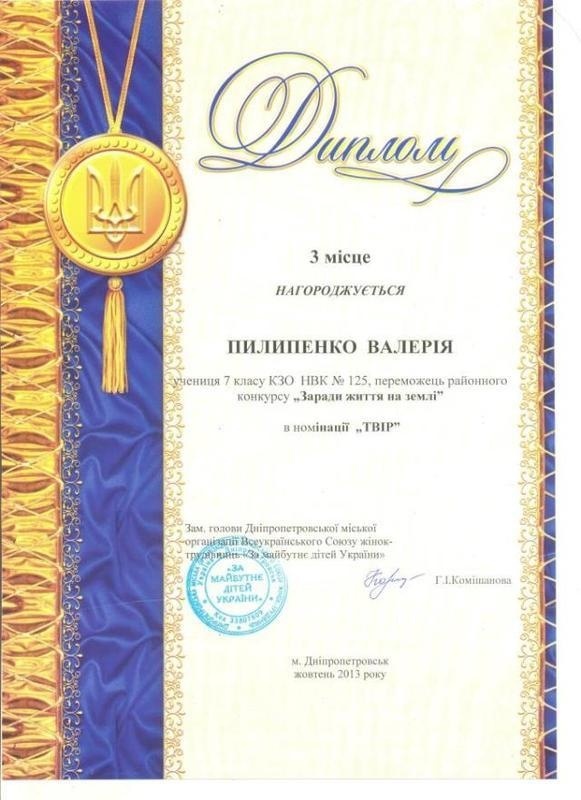 Диплом
3 місце
НАГОРОДЖУЄТЬСЯ
ПИЛИПЕНКО ВАЛЕРІЯ
учениця 7 класу КЗО НВК № 125, переможець районного
конкурсу „Заради життя на землі”
в номінації „ТВІР”
Зам. голови Дніпропетровської міської
організації Всеукраїнського Союзу жінок-
трудівниць «За майбутнє дітей України»
Г.І.Комішанова
«ЗА
МАЙБУТНЄ
ДІТЕЙ
УКРАЇНИ»
м. Дніпропетровськ
жовтень 2013 року